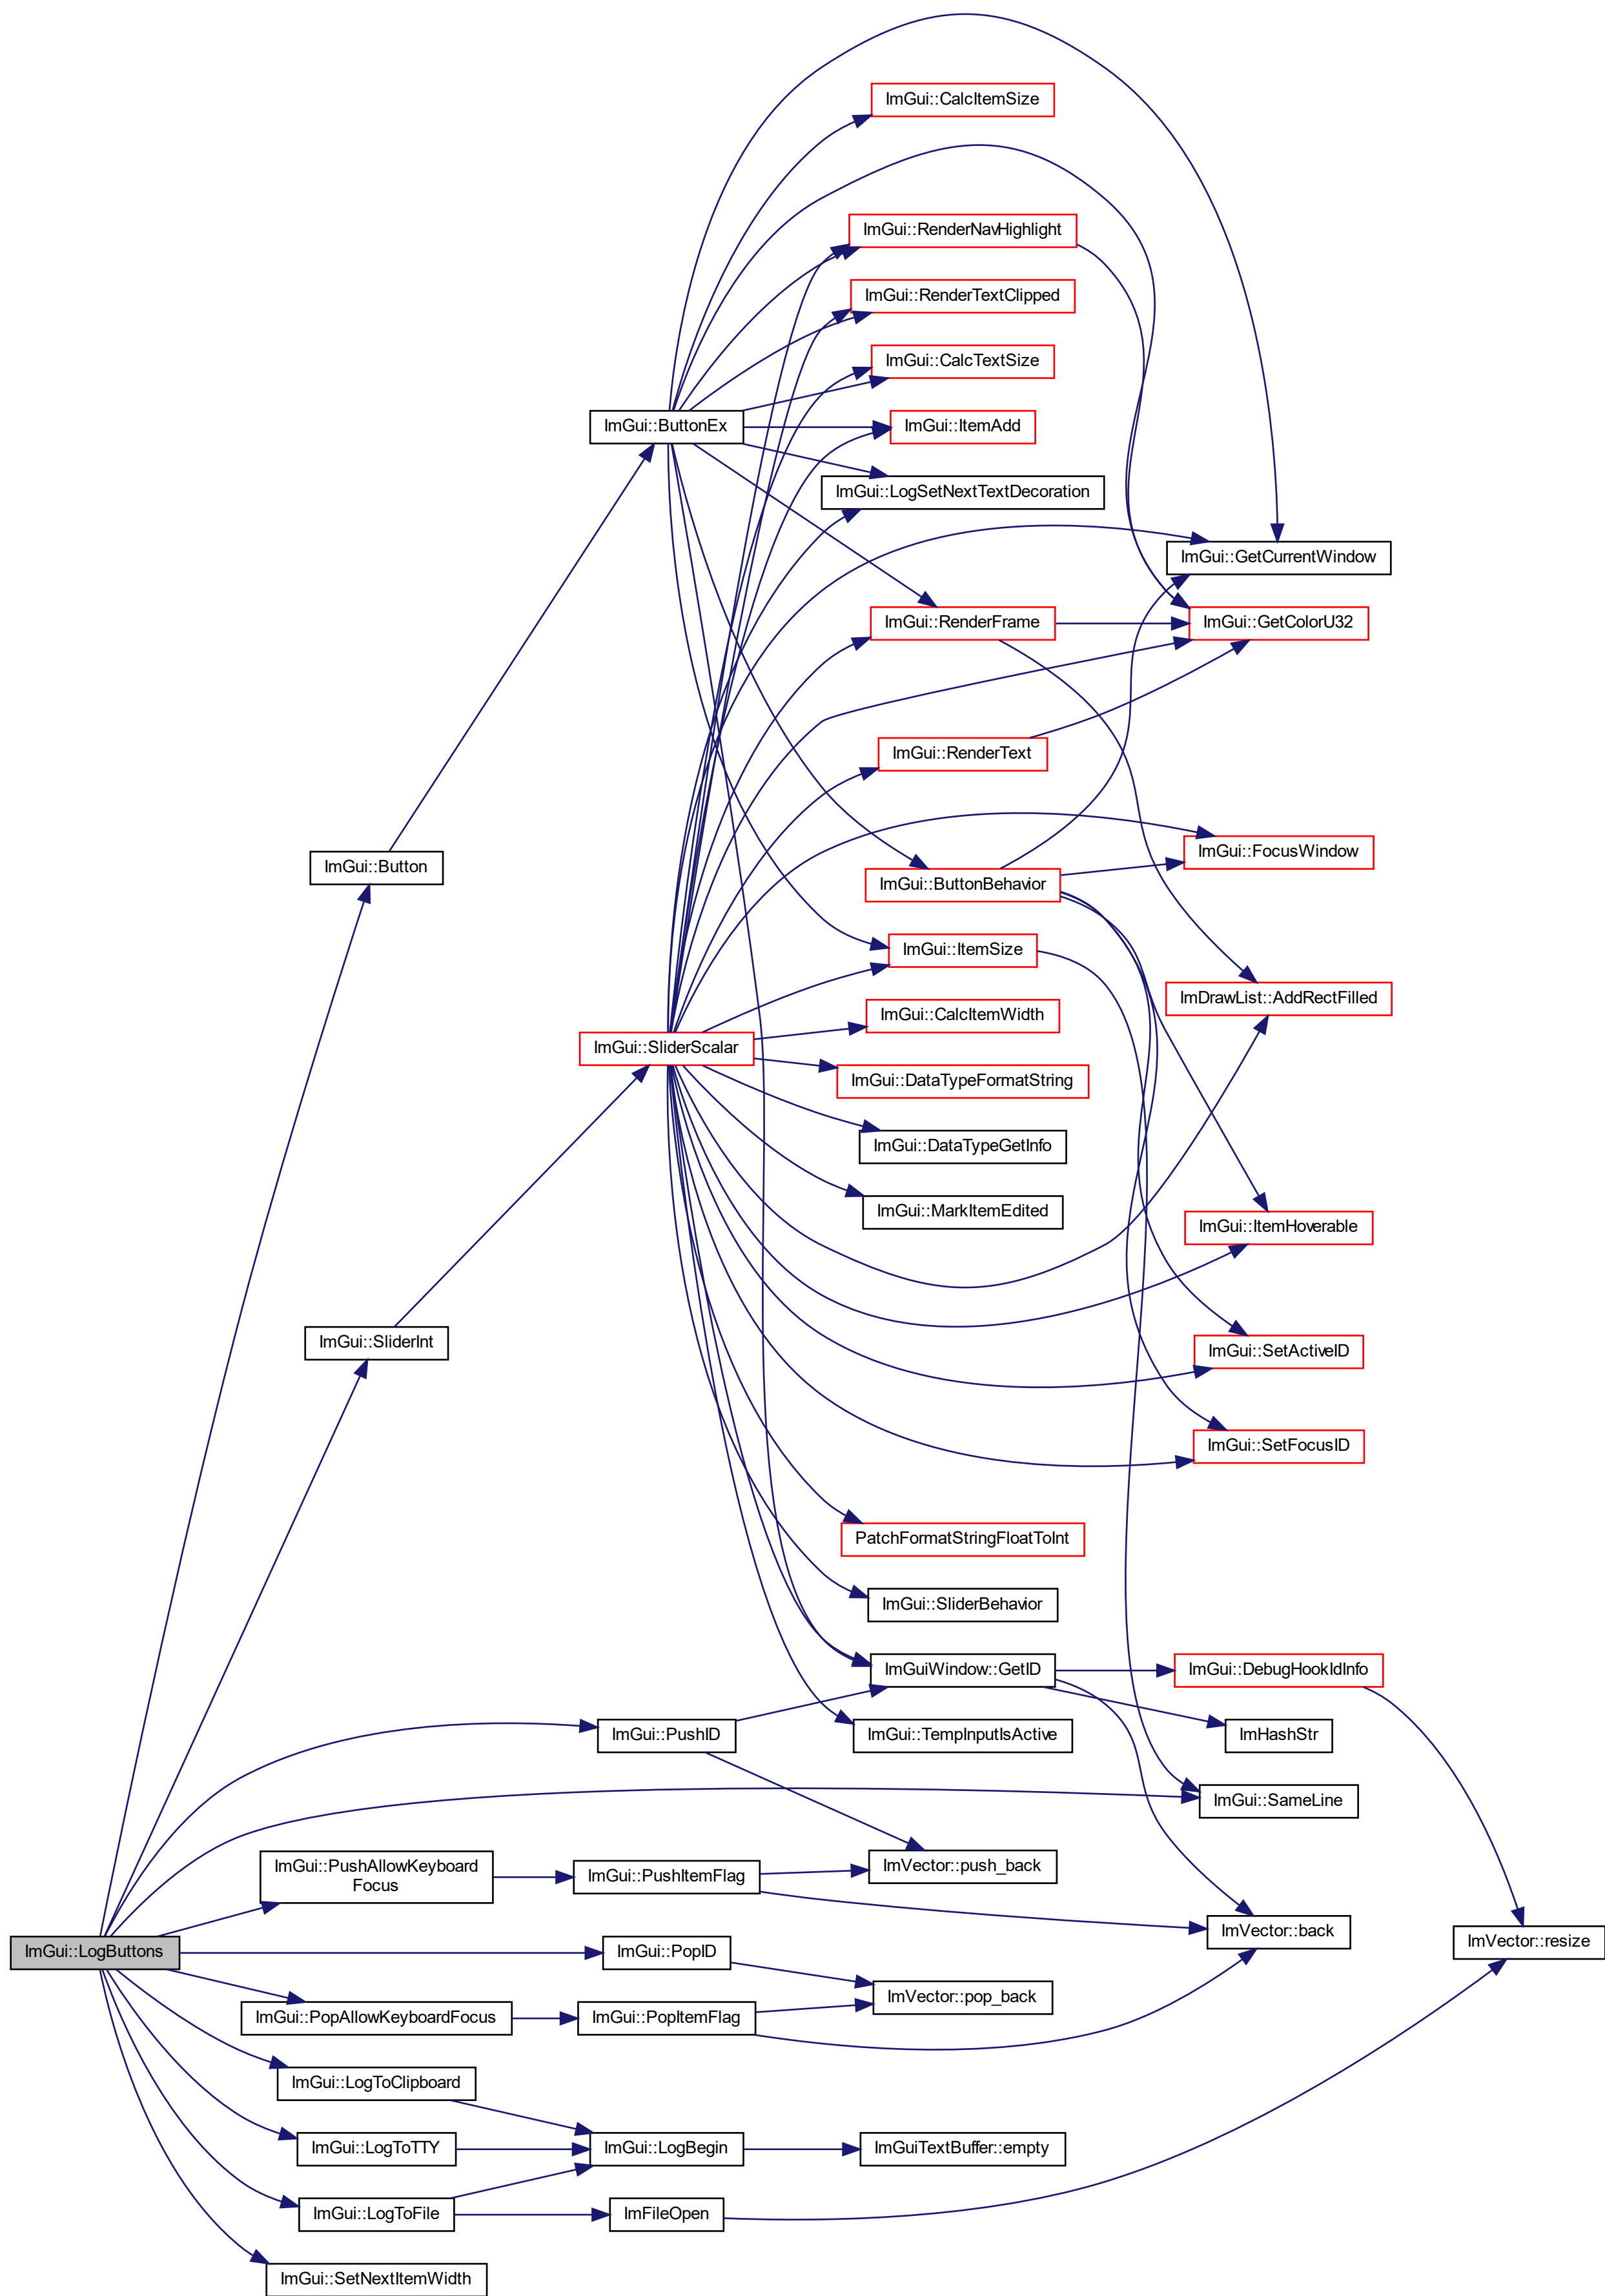 ImGui::CalcItemSize
ImGui::RenderNavHighlight
ImGui::RenderTextClipped
ImGui::CalcTextSize
ImGui::ButtonEx
ImGui::ItemAdd
ImGui::LogSetNextTextDecoration
ImGui::GetCurrentWindow
ImGui::RenderFrame
ImGui::GetColorU32
ImGui::RenderText
ImGui::FocusWindow
ImGui::Button
ImGui::ButtonBehavior
ImGui::ItemSize
ImDrawList::AddRectFilled
ImGui::CalcItemWidth
ImGui::SliderScalar
ImGui::DataTypeFormatString
ImGui::DataTypeGetInfo
ImGui::MarkItemEdited
ImGui::ItemHoverable
ImGui::SliderInt
ImGui::SetActiveID
ImGui::SetFocusID
PatchFormatStringFloatToInt
ImGui::SliderBehavior
ImGuiWindow::GetID
ImGui::DebugHookIdInfo
ImGui::PushID
ImGui::TempInputIsActive
ImHashStr
ImGui::SameLine
ImGui::PushAllowKeyboard
Focus
ImGui::PushItemFlag
ImVector::push_back
ImVector::back
ImVector::resize
ImGui::LogButtons
ImGui::PopID
ImVector::pop_back
ImGui::PopAllowKeyboardFocus
ImGui::PopItemFlag
ImGui::LogToClipboard
ImGui::LogToTTY
ImGui::LogBegin
ImGuiTextBuffer::empty
ImGui::LogToFile
ImFileOpen
ImGui::SetNextItemWidth